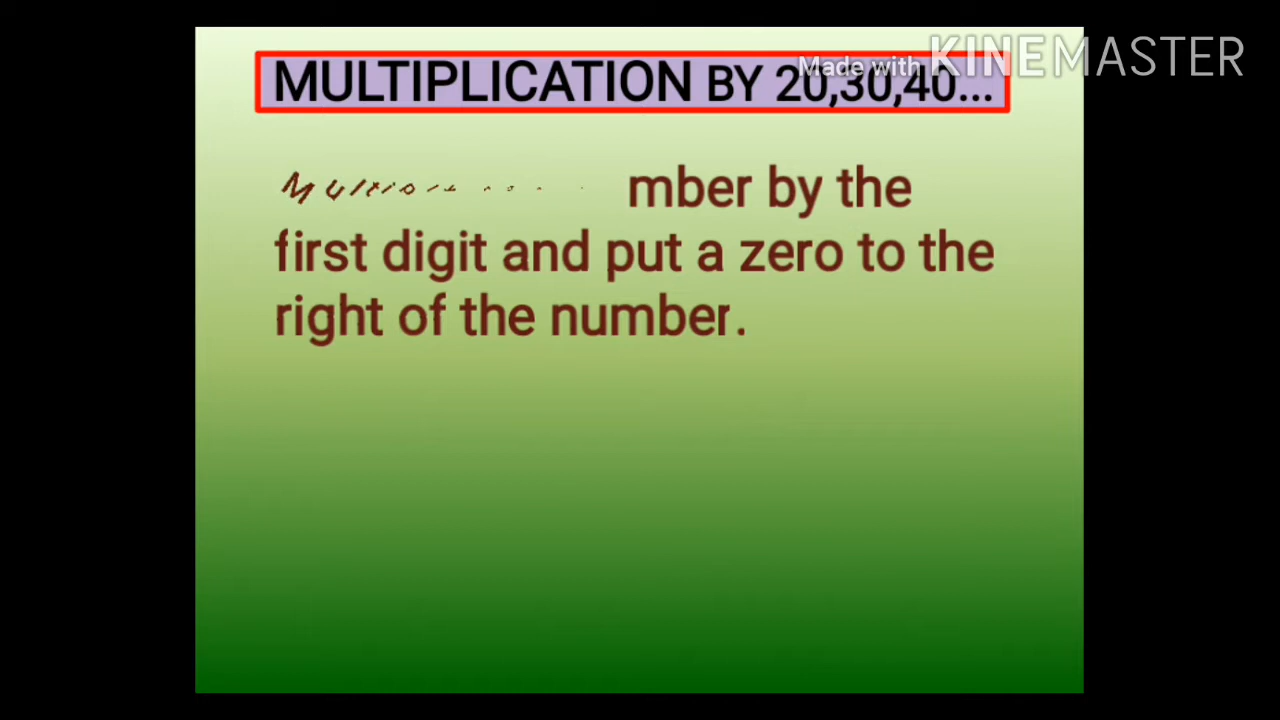 Made with KINEMASTER
MULTIPLICATION BY 20,30,40...
mber by the
first digit and put a zero to the
right of the number.